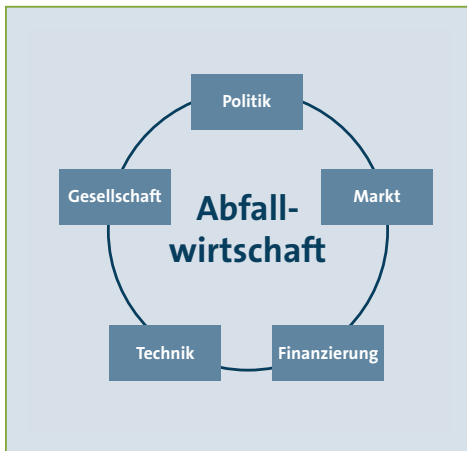 Politik
Gesellschaft
Markt
Abfall-
wirtschaft
Technik
Finanzierung